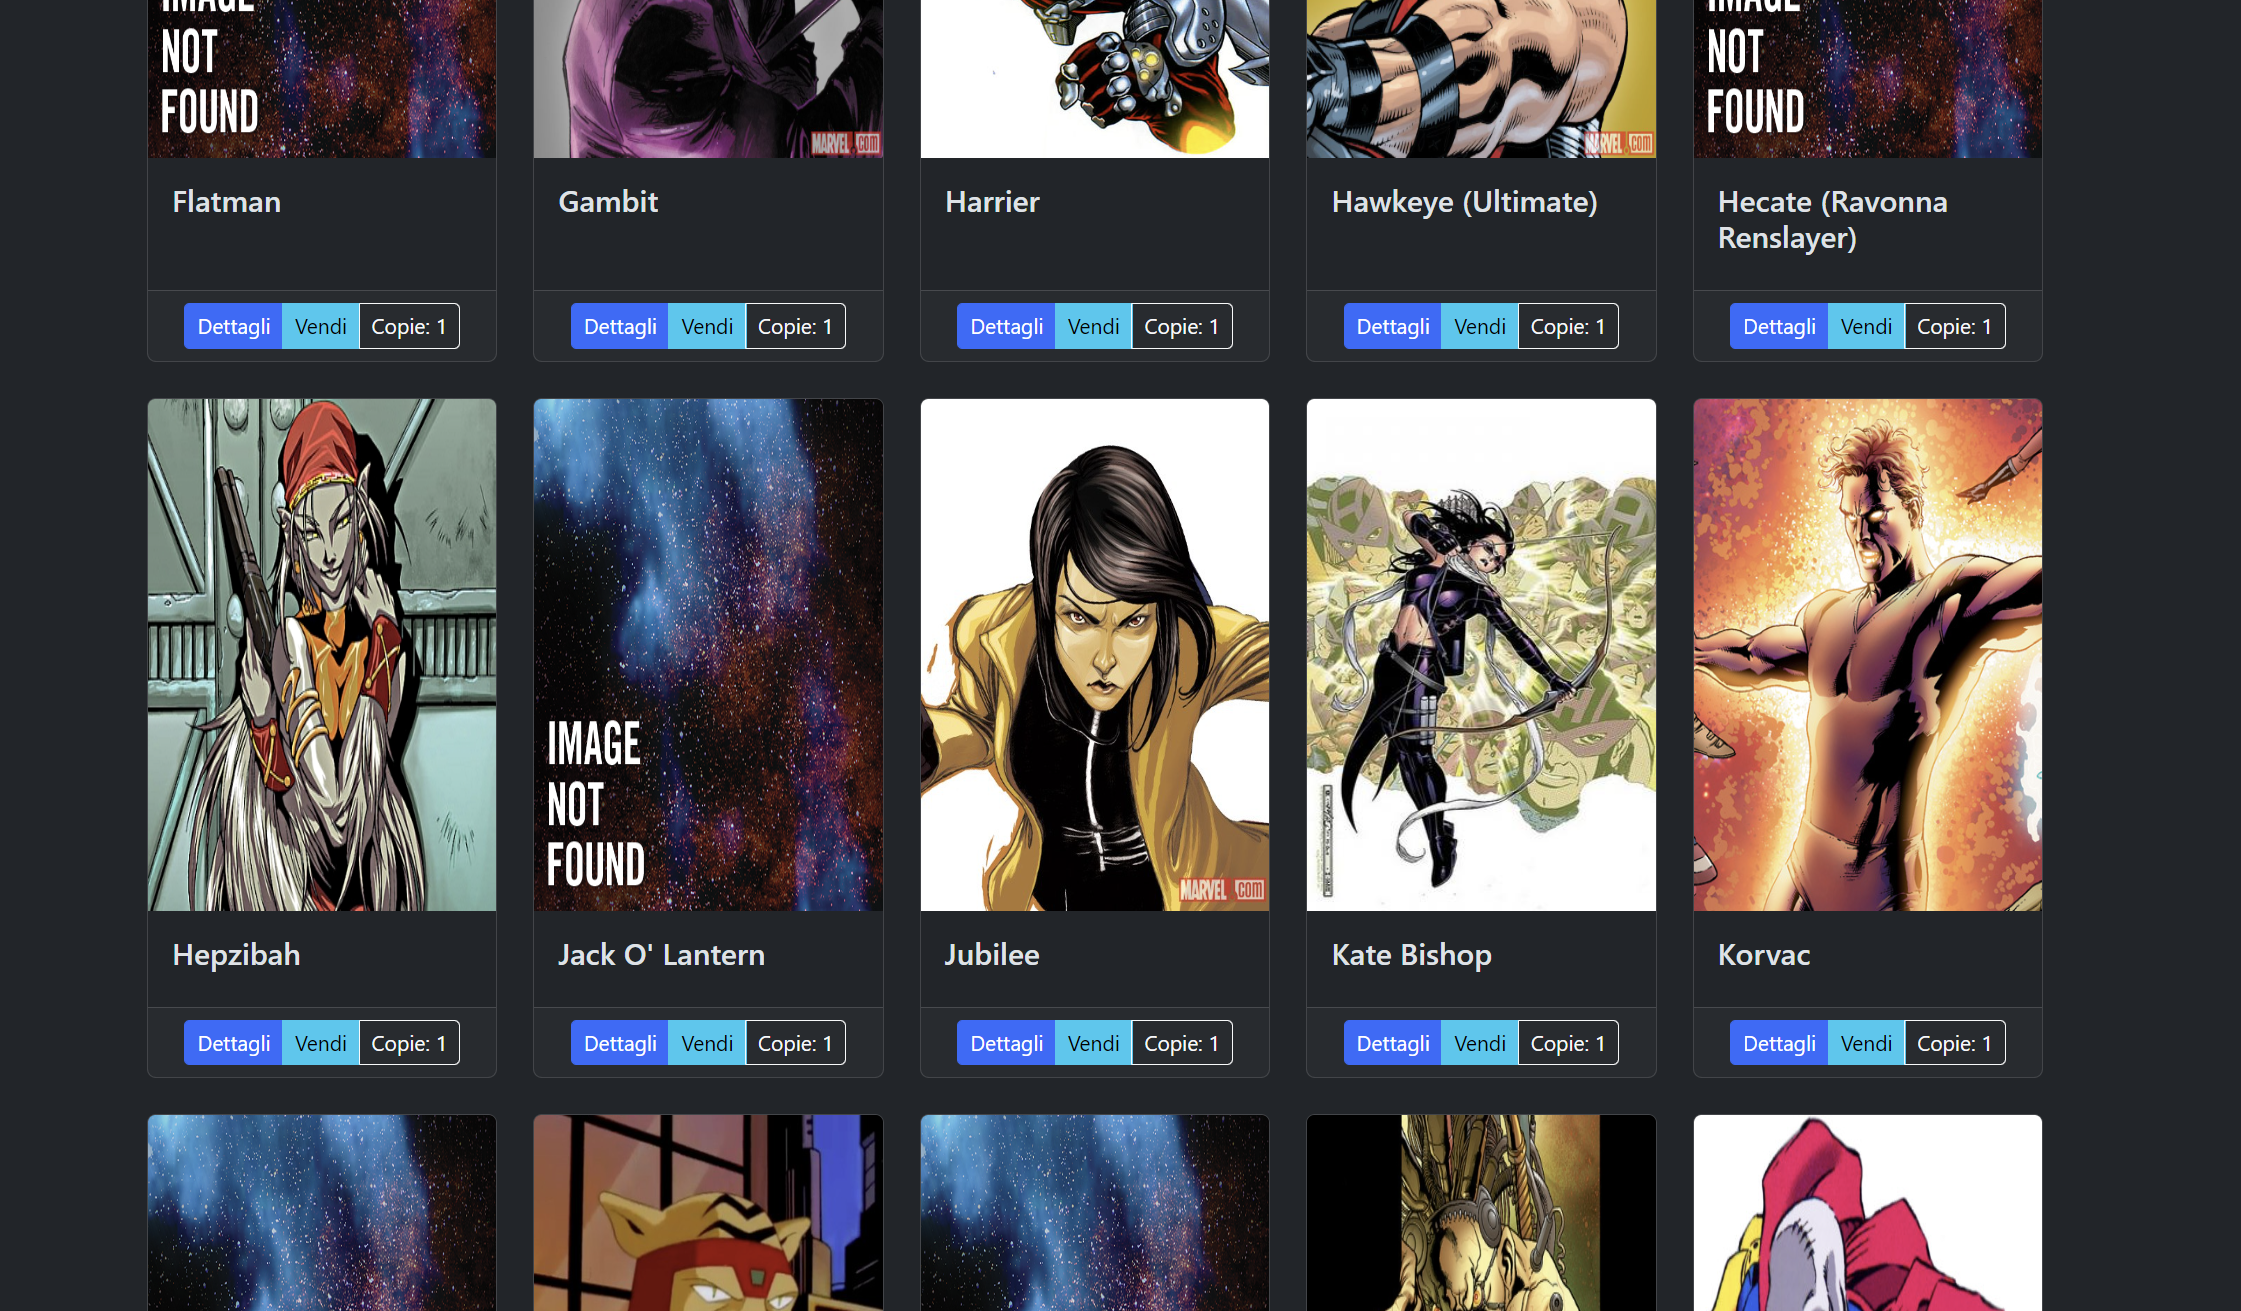 IMAGE
NOT
FOUND
MARVEL.COM
MARVEL.COM
IMAGE
NOT
FOUND
Flatman
Gambit
Harrier
Hawkeye (Ultimate)
Hecate (Ravonna
Renslayer)
Dettagli Vendi Copie: 1
Dettagli Vendi Copie: 1
Dettagli Vendi Copie: 1
Dettagli Vendi Copie: 1
Dettagli Vendi Copie: 1
IMAGE
NOT
FOUND
MARVEL.COM
Hepzibah
Jack O' Lantern
Jubilee
Kate Bishop
Korvac
Dettagli Vendi Copie: 1
Dettagli Vendi Copie: 1
Dettagli Vendi Copie: 1
Dettagli Vendi Copie: 1
Dettagli Vendi Copie: 1